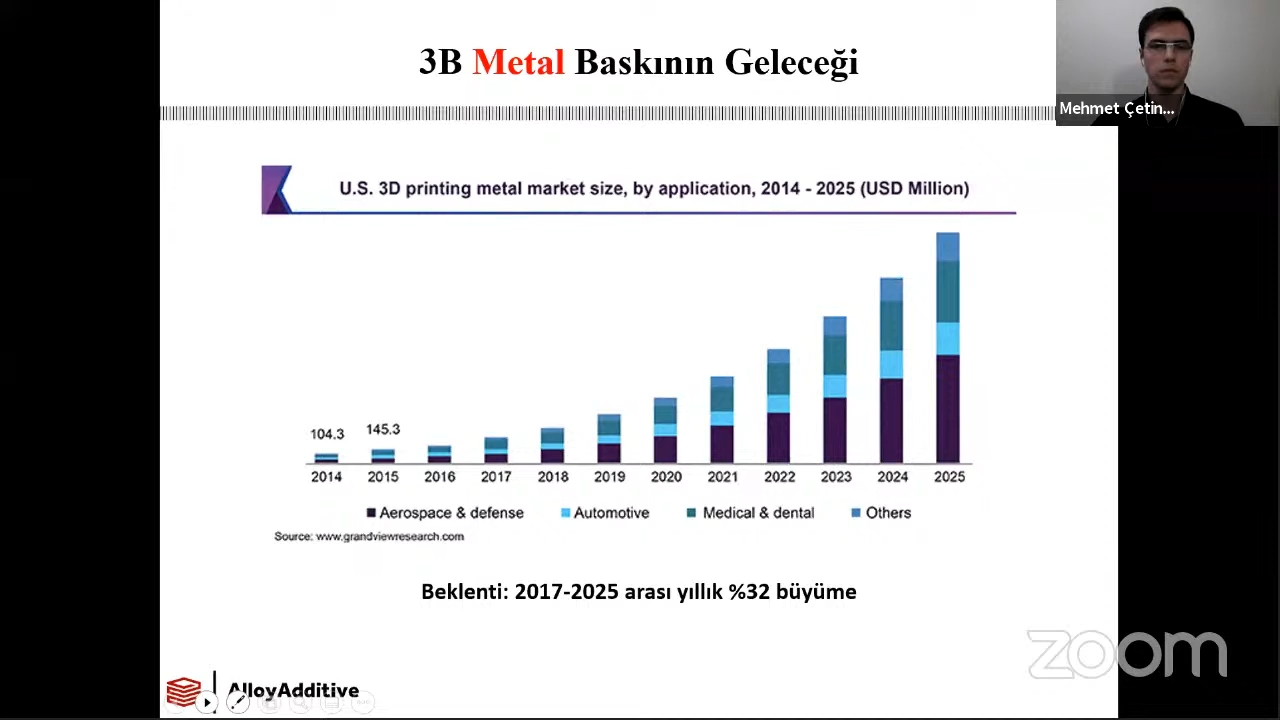 3B Metal Baskının Geleceği
Mehmet Çetin...
U.S. 3D printing metal market size, by application, 2014 - 2025 (USD Million)
104.3
145.3
2014 2015 2016 2017 2018 2019 2020 2021 2022 2023 2024 2025
Aerospace & defense Automotive Medical & dental Others
Source: www.grandviewresearch.com
Beklenti: 2017-2025 arası yıllık %32 büyüme
zoom
AlloyAdditive